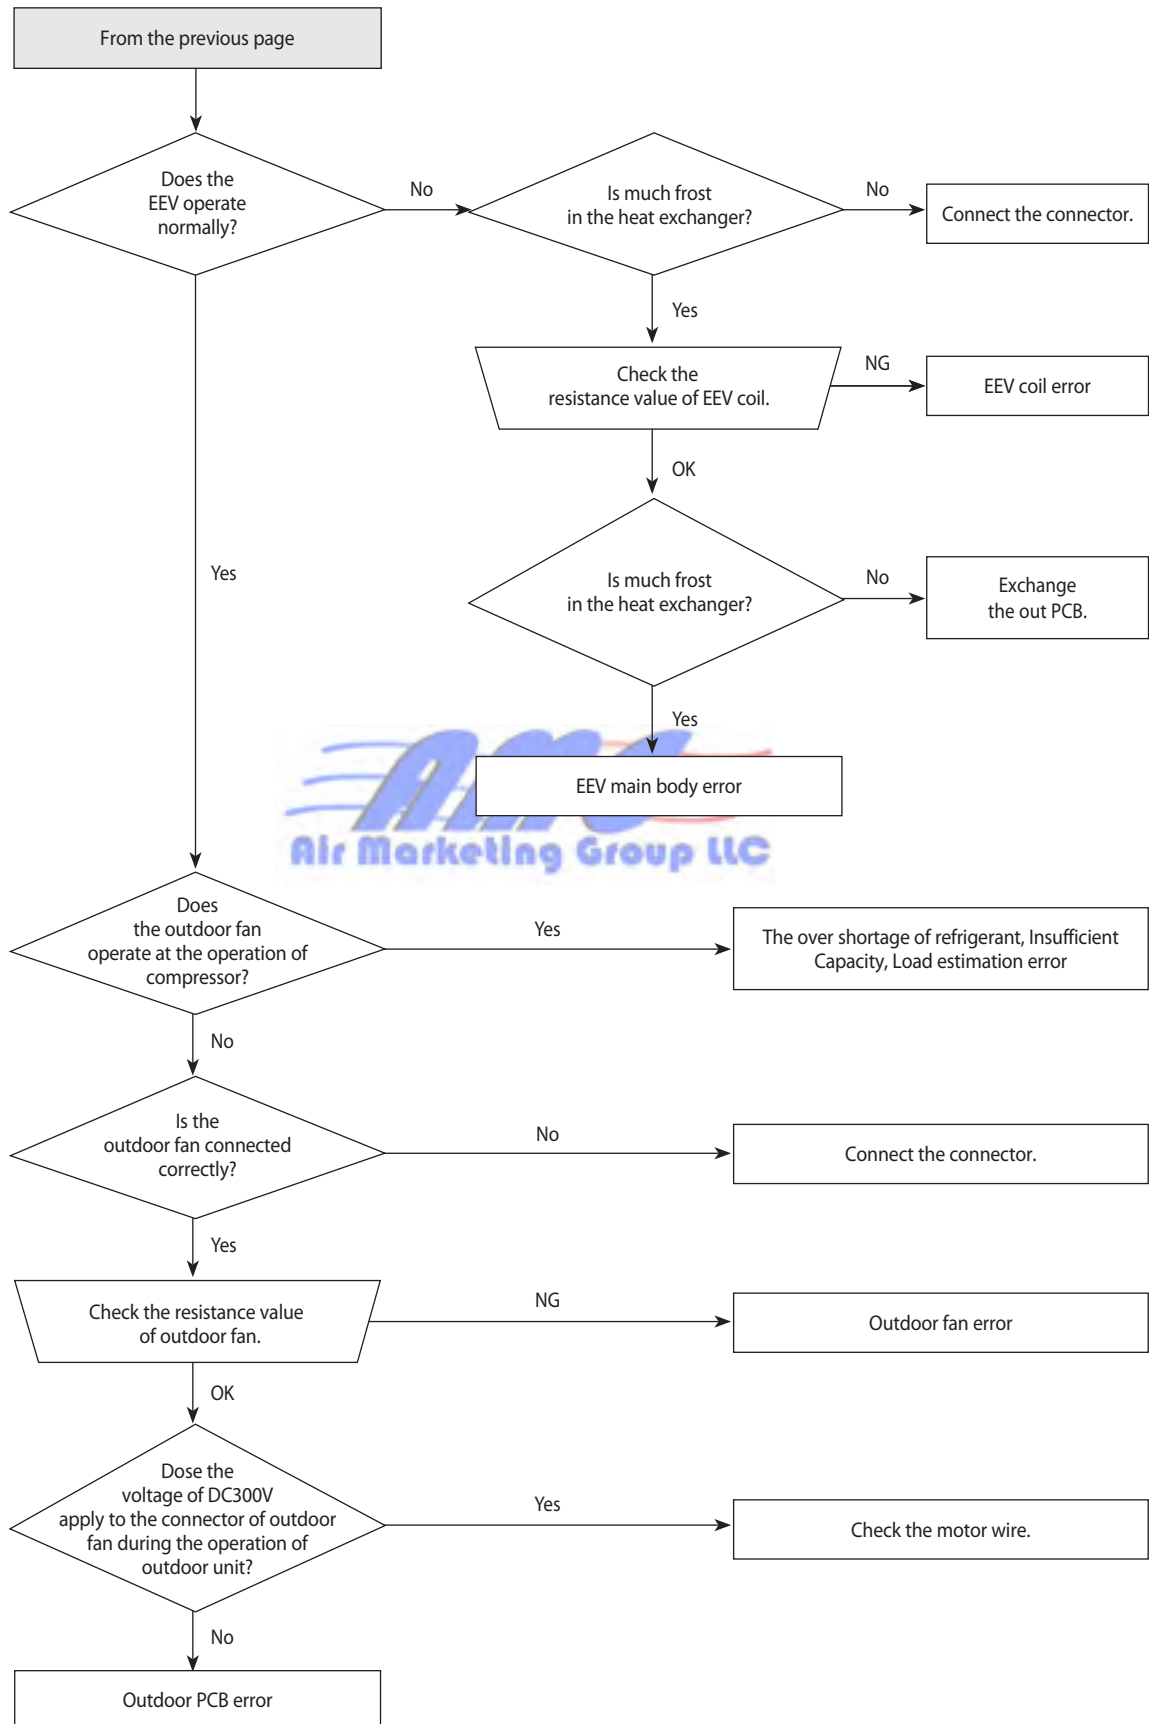 From the previous page
Does the
EEV operate
normally?
No
Is much frost
in the heat exchanger?
No
Connect the connector.
Yes
Check the
resistance value of EEV coil.
NG
EEV coil error
OK
Yes
Is much frost
in the heat exchanger?
No
Exchange
the out PCB.
Yes
EEV main body error
AMG
Air Marketing Group LLC
Does
the outdoor fan
operate at the operation of
compressor?
Yes
The over shortage of refrigerant, Insufficient
Capacity, Load estimation error
No
Is the
outdoor fan connected
correctly?
No
Connect the connector.
Yes
Check the resistance value
of outdoor fan.
NG
Outdoor fan error
OK
Dose the
voltage of DC300V
apply to the connector of outdoor
fan during the operation of
outdoor unit?
Yes
Check the motor wire.
No
Outdoor PCB error